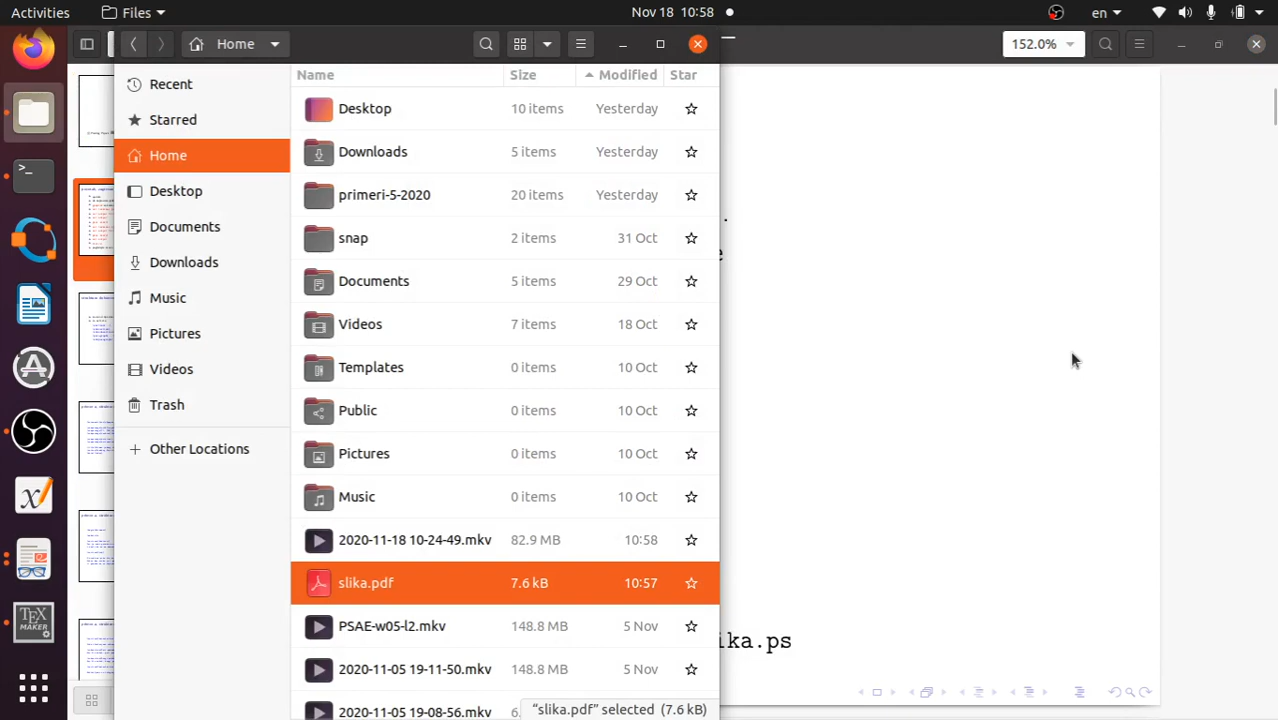 Activities
Files
Nov 18 10:58
en
Home
152.0%
Name Size Modified Star
Recent
Starred
Home
Desktop
Documents
Downloads
Music
Pictures
Videos
Trash
Other Locations
Desktop 10 items Yesterday
Downloads 5 items Yesterday
primeri-5-2020 20 items Yesterday
snap 2 items 31 Oct
Documents 5 items 29 Oct
Videos 7 items 18 Oct
Templates 0 items 10 Oct
Public 0 items 10 Oct
Pictures 0 items 10 Oct
Music 0 items 10 Oct
2020-11-18 10-24-49.mkv 82.9 MB 10:58
slika.pdf 7.6 kB 10:57
PSAE-w05-l2.mkv 148.8 MB 5 Nov
2020-11-05 19-11-50.mkv 148.8 MB 5 Nov
2020-11-05 19-08-56.mkv
"slika.pdf" selected (7.6 kB)
e
ika.ps
TEX
MAKER